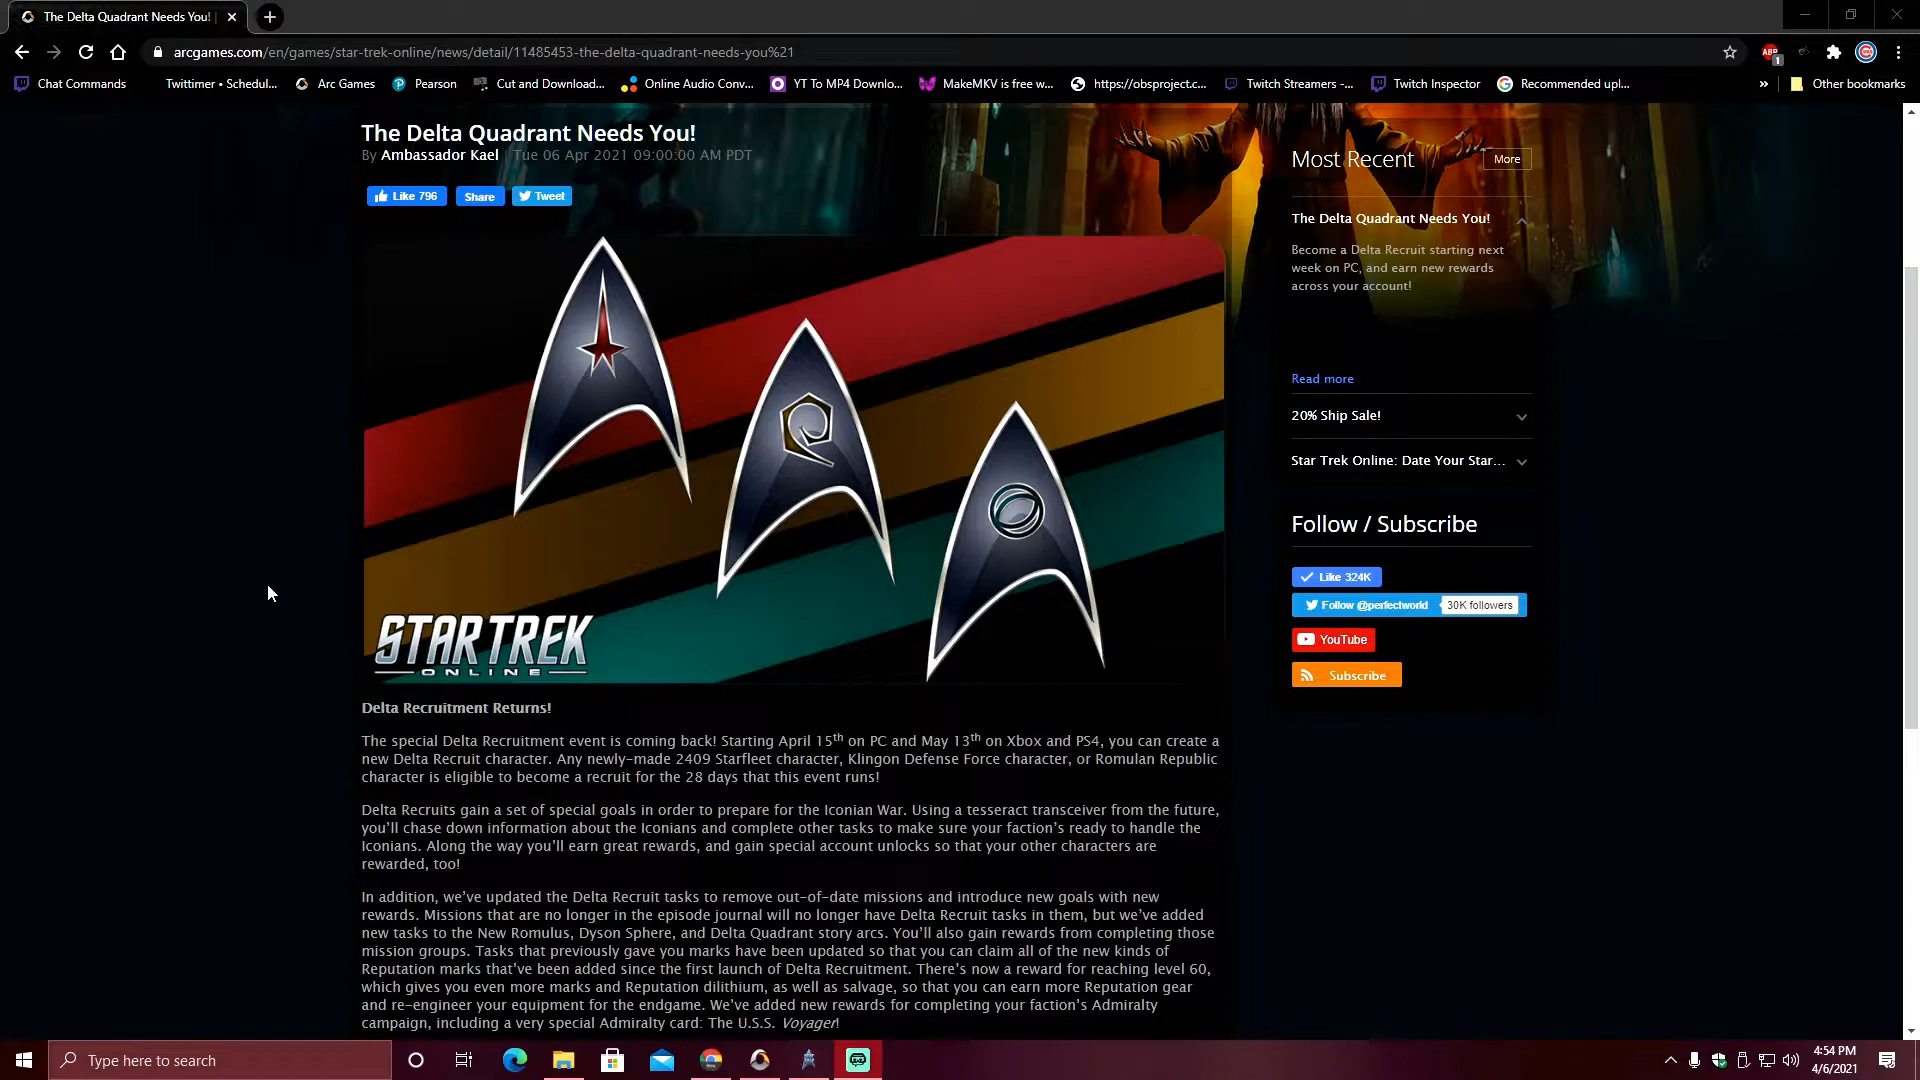 The Delta Quadrant Needs You! |
arcgames.com/en/games/star-trek-online/news/detail/11485453-the-delta-quadrant-needs-you%21
ABP
1
Chat Commands
Twittimer • Schedul...
Arc Games
Pearson
Cut and Download...
Online Audio Conv...
YT To MP4 Downlo...
MakeMKV is free w...
https://obsproject.c...
Twitch Streamers -...
Twitch Inspector
Recommended upl...
»
Other bookmarks
The Delta Quadrant Needs You!
By Ambassador Kael | Tue 06 Apr 2021 09:00:00 AM PDT
Like 796
Share
Tweet
STAR TREK
ONLINE
Delta Recruitment Returns!
The special Delta Recruitment event is coming back! Starting April 15th on PC and May 13th on Xbox and PS4, you can create a
new Delta Recruit character. Any newly-made 2409 Starfleet character, Klingon Defense Force character, or Romulan Republic
character is eligible to become a recruit for the 28 days that this event runs!
Delta Recruits gain a set of special goals in order to prepare for the Iconian War. Using a tesseract transceiver from the future,
you’ll chase down information about the Iconians and complete other tasks to make sure your faction’s ready to handle the
Iconians. Along the way you’ll earn great rewards, and gain special account unlocks so that your other characters are
rewarded, too!
In addition, we’ve updated the Delta Recruit tasks to remove out-of-date missions and introduce new goals with new
rewards. Missions that are no longer in the episode journal will no longer have Delta Recruit tasks in them, but we’ve added
new tasks to the New Romulus, Dyson Sphere, and Delta Quadrant story arcs. You’ll also gain rewards from completing those
mission groups. Tasks that previously gave you marks have been updated so that you can claim all of the new kinds of
Reputation marks that’ve been added since the first launch of Delta Recruitment. There’s now a reward for reaching level 60,
which gives you even more marks and Reputation dilithium, as well as salvage, so that you can earn more Reputation gear
and re-engineer your equipment for the endgame. We’ve added new rewards for completing your faction’s Admiralty
campaign, including a very special Admiralty card: The U.S.S. Voyager!
Most Recent
More
The Delta Quadrant Needs You!
Become a Delta Recruit starting next
week on PC, and earn new rewards
across your account!
Read more
20% Ship Sale!
Star Trek Online: Date Your Star...
Follow / Subscribe
Like 324K
Follow @perfectworld
30K followers
YouTube
Subscribe
Type here to search
4:54 PM
4/6/2021